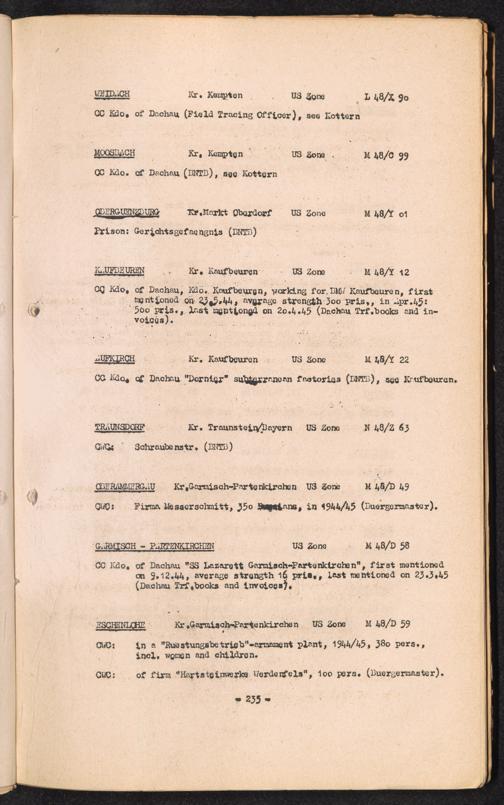 WEIDACH Kr. Kempten US Zone L 48/X 90
CC Kdo. of Dachau (Field Tracing Officer), see Kottern
MOOSBACH Kr. Kempten US Zone M 48/C 99
CC Kdo. of Dachau (DNTB), see Kottern
OBERGUENZBURG Kr.Markt Oberdorf US Zone M 48/Y 01
Prison: Gerichtsgefaengnis (DNTB)
KAUFBEUREN Kr. Kaufbeuren US Zone M 48/Y 12
CC Kdo. of Dachau, Kdo. Kaufbeuren, working for BMW Kaufbeuren, first
mentioned on 23.5.44, average strength 300 pris., in Apr.45:
500 pris., last mentioned on 20.4.45 (Dachau Trf.books and in-
voices).
AUFKIRCH Kr. Kaufbeuren US Zone M 48/Y 22
CC Kdo. of Dachau "Dornier" subterranean factories (DNTB), see Kaufbeuren.
TRAUNSDORF Kr. Traunstein/Bayern US Zone N 48/Z 63
CWC: Schraubenstr. (DNTB)
OBERAMMERGAU Kr.Garmisch-Partenkirchen US Zone M 48/D 49
CWC: Firma Messerschmitt, 350 Russians, in 1944/45 (Buergermaster).
GARMISCH - PARTENKIRCHEN US Zone M 48/D 58
CC Kdo. of Dachau "SS Lazarett Garmisch-Partenkirchen", first mentioned
on 9.12.44, average strength 16 pris., last mentioned on 23.3.45
(Dachau Trf.books and invoices).
ESCHENLOHE Kr.Garmisch-Partenkirchen US Zone M 48/D 59
CWC: in a "Ruestungsbetrieb"-armament plant, 1944/45, 380 pers.,
incl. women and children.
CWC: of firm "Hartsteinwerke Werdenfels", 100 pers. (Buergermaster).
- 235 -